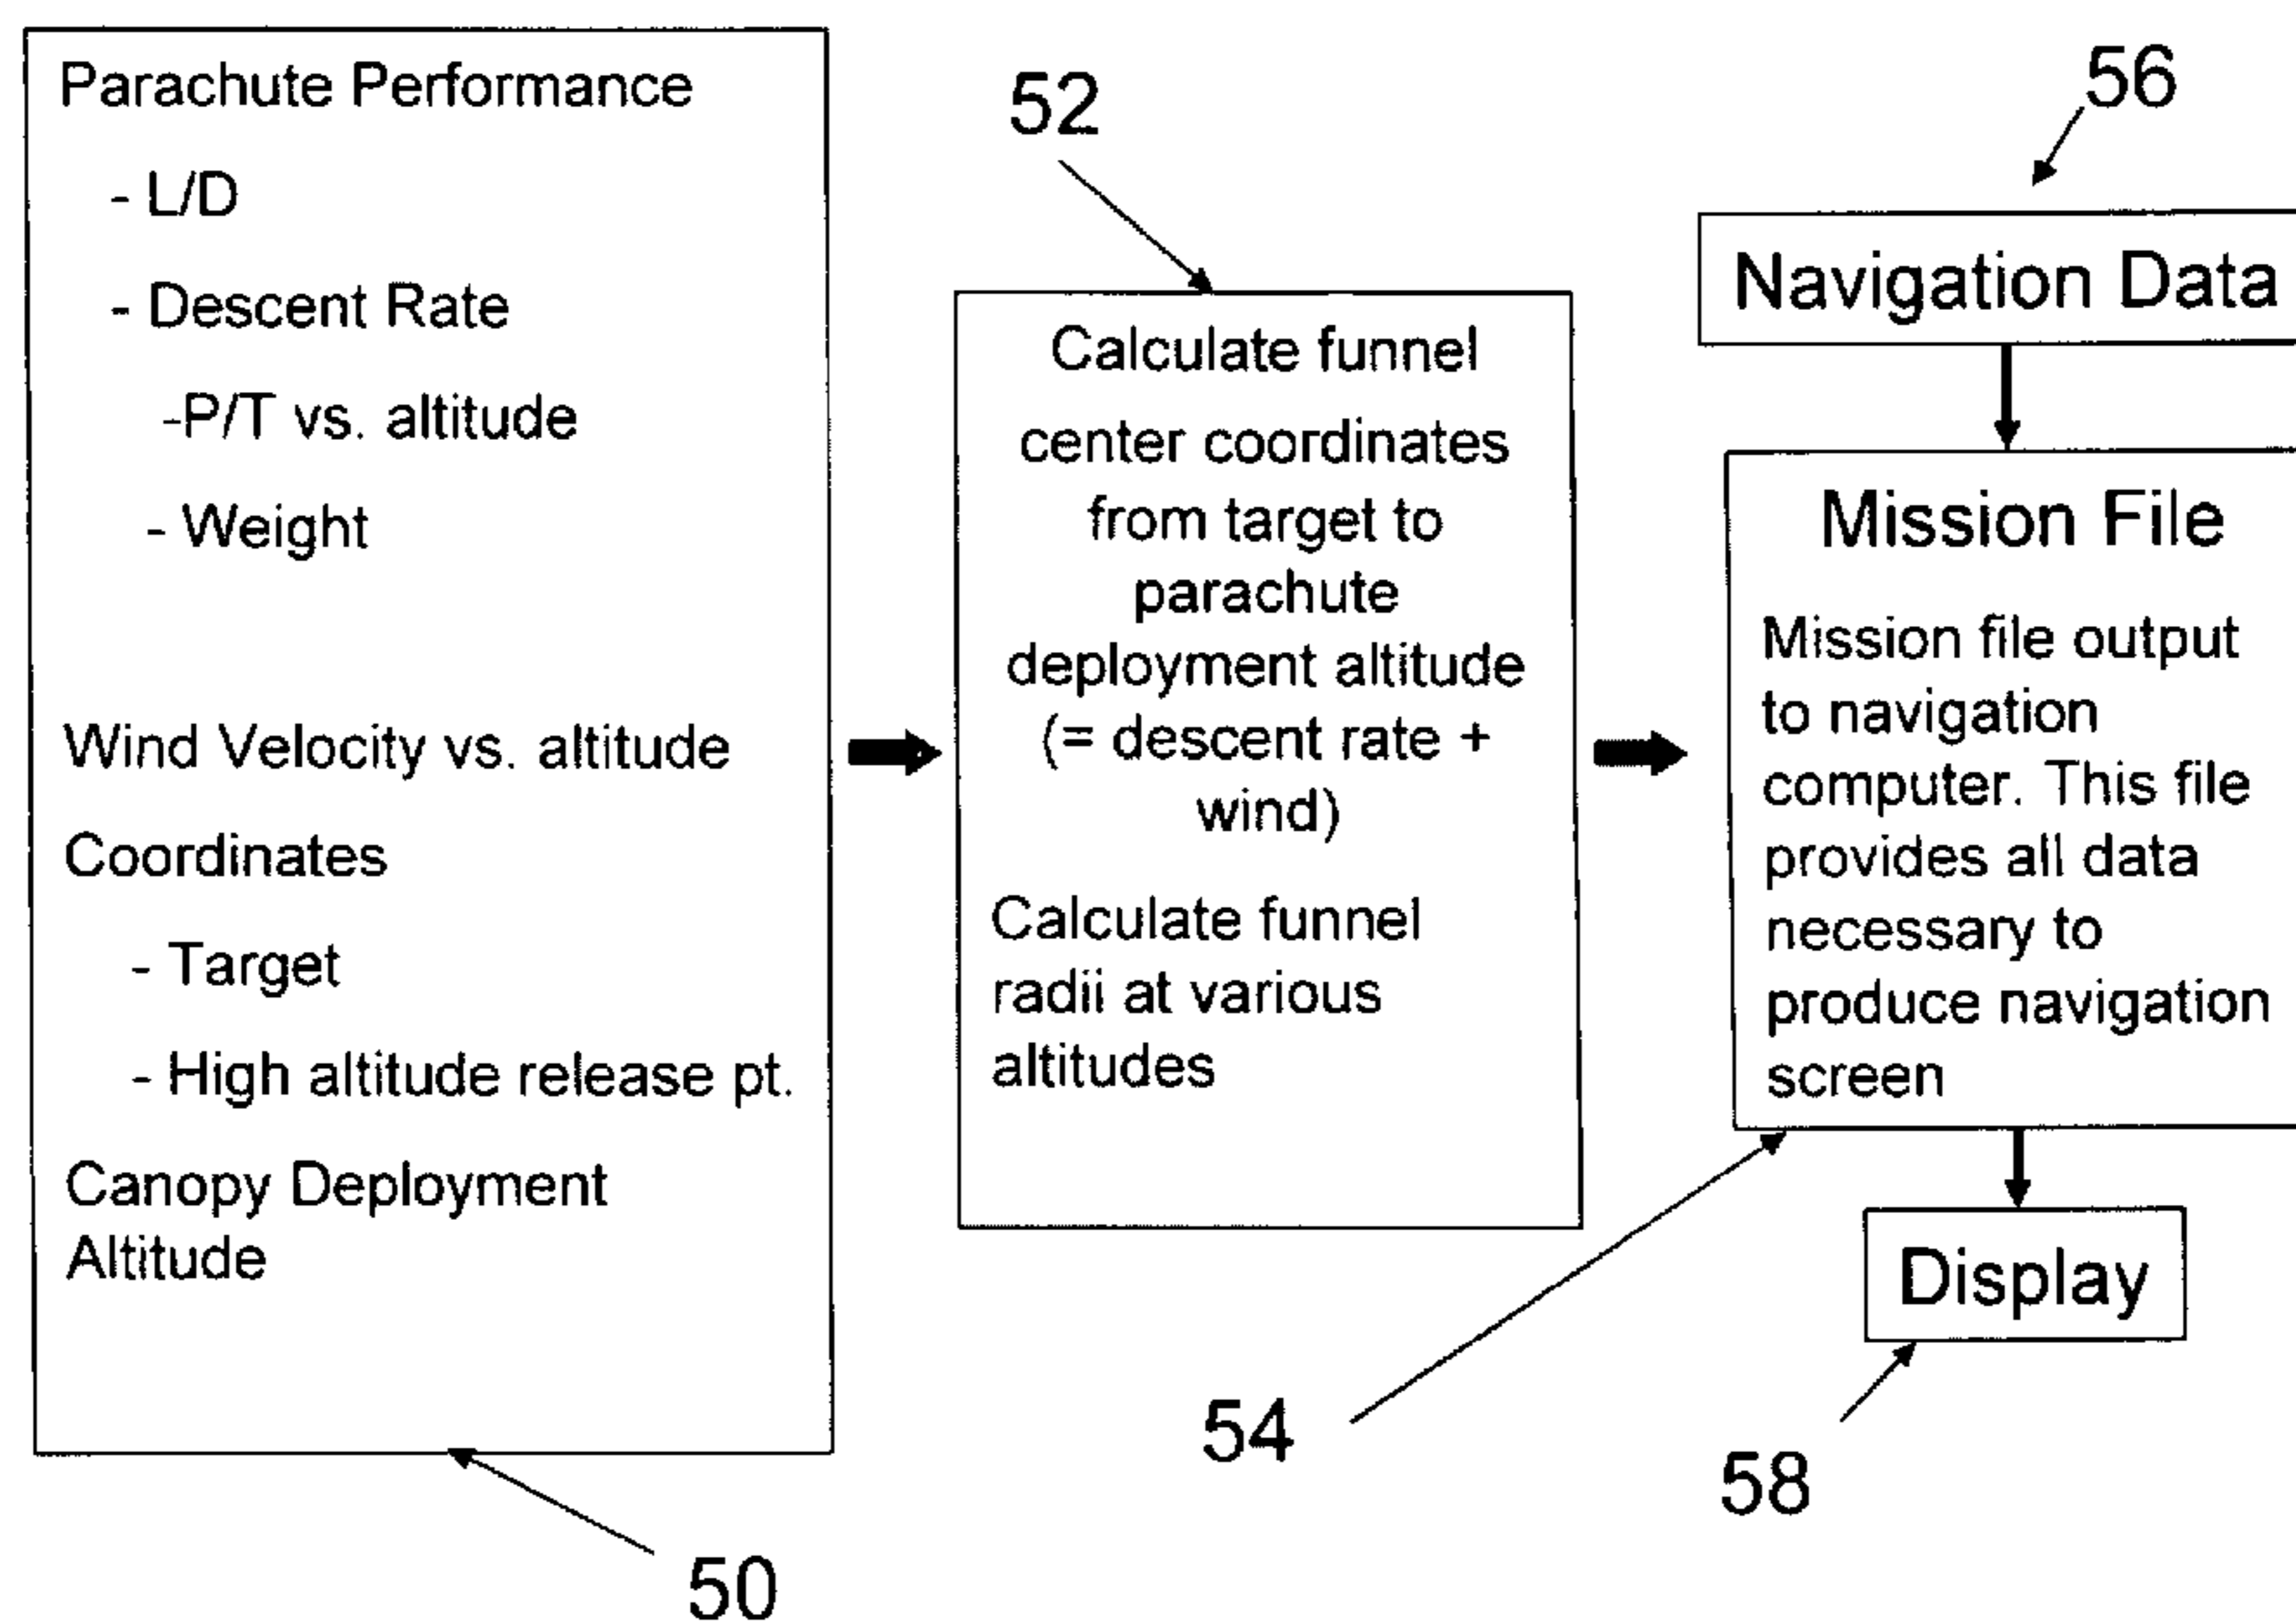 Parachute Performance
- L/D
- Descent Rate
-P/T vs. altitude
- Weight
Wind Velocity vs. altitude
Coordinates
- Target
- High altitude release pt.
Canopy Deployment
Altitude
50
52
Calculate funnel
center coordinates
from target to
parachute
deployment altitude
(= descent rate +
wind)
Calculate funnel
radii at various
altitudes
56
Navigation Data
Mission File
Mission file output
to navigation
computer. This file
provides all data
necessary to
produce navigation
screen
54
Display
58